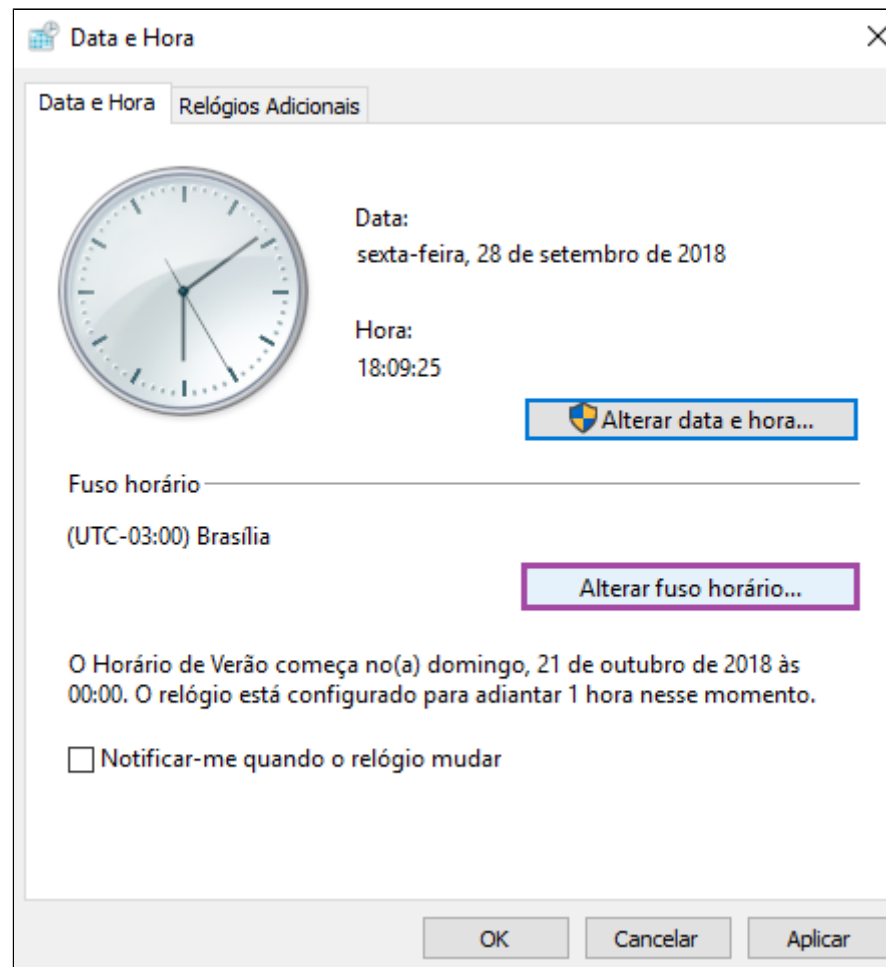 Data e Hora
Data e Hora
Relógios Adicionais
Data:
sexta-feira, 28 de setembro de 2018
Hora:
18:09:25
Alterar data e hora...
Fuso horário
(UTC-03:00) Brasília
Alterar fuso horário...
O Horário de Verão começa no(a) domingo, 21 de outubro de 2018 às
00:00. O relógio está configurado para adiantar 1 hora nesse momento.
Notificar-me quando o relógio mudar
OK
Cancelar
Aplicar